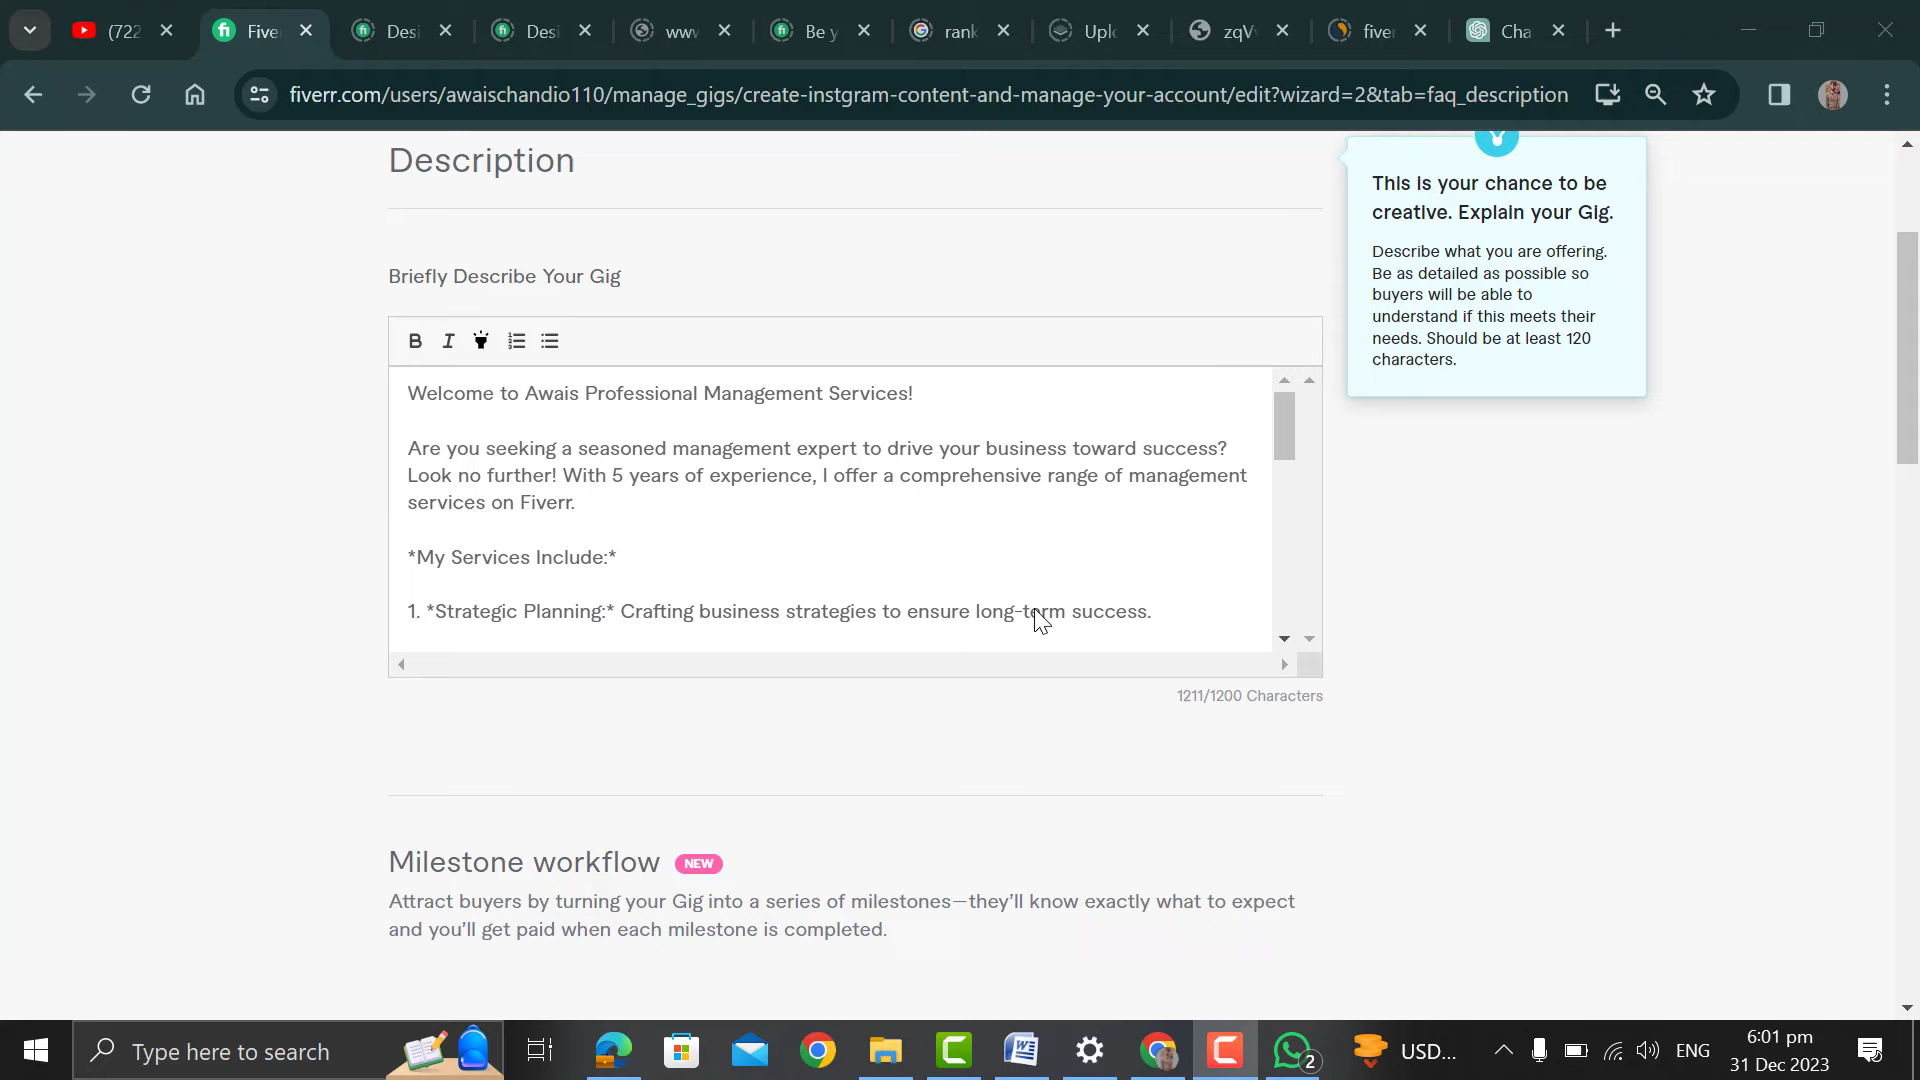 (722
Five
Desi
Desi
www
Be y
rank
Uplo
zqV
fiver
Cha
fiverr.com/users/awaischandio110/manage_gigs/create-instgram-content-and-manage-your-account/edit?wizard=2&tab=faq_description
Description
This is your chance to be
creative. Explain your Gig.
Describe what you are offering.
Be as detailed as possible so
buyers will be able to
understand if this meets their
needs. Should be at least 120
characters.
Briefly Describe Your Gig
B I
Welcome to Awais Professional Management Services!
Are you seeking a seasoned management expert to drive your business toward success?
Look no further! With 5 years of experience, I offer a comprehensive range of management
services on Fiverr.
*My Services Include:*
1. *Strategic Planning:* Crafting business strategies to ensure long-term success.
1211/1200 Characters
Milestone workflow NEW
Attract buyers by turning your Gig into a series of milestones—they'll know exactly what to expect
and you'll get paid when each milestone is completed.
Type here to search
2
USD...
ENG
6:01 pm
31 Dec 2023